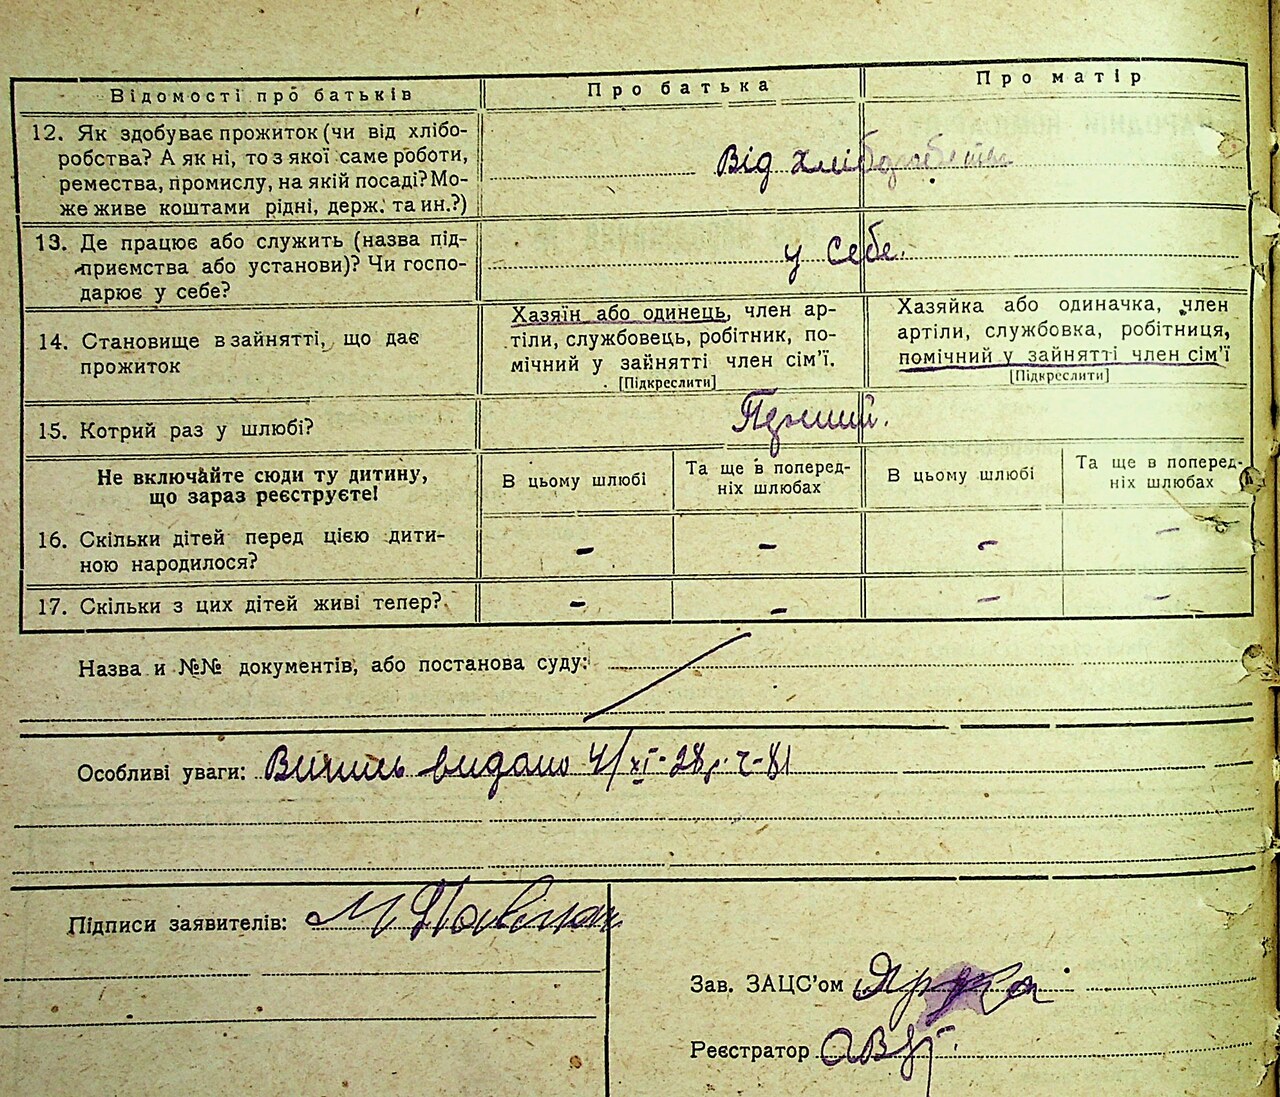 Відомості про батьків
Про батька
Про матір
12. Як здобуває прожиток (чи від хлібо-
робства? А як ні, то з якої саме роботи,
ремества, промислу, на якій посаді? Мо-
же живе коштами рідні, держ. та ин.?)
Від хліборобства
13. Де працює або служить (назва під-
приємства або установи)? Чи госпо-
дарює у себе?
у себе.
14. Становище в зайнятті, що дає
прожиток
Хазяїн або одинець, член ар-
тіли, службовець, робітник, по-
мічний у зайнятті член сім’ї.
[Підкреслити]
Хазяйка або одиначка, член
артіли, службовка, робітниця,
помічний у зайнятті член сім’ї
[Підкреслити]
15. Котрий раз у шлюбі?
Перший.
Не включайте сюди ту дитину,
що зараз реєструєте!
В цьому шлюбі
Та ще в поперед-
ніх шлюбах
В цьому шлюбі
Та ще в поперед-
ніх шлюбах
16. Скільки дітей перед цією дити-
ною народилося?
- - - -
17. Скільки з цих дітей живі тепер?
- - - -
Назва и №№ документів, або постанова суду:
Особливі уваги: Випись видано 4/XI-28р. ч-81
Підписи заявителів: М
Зав. ЗАЦС’ом
Реєстратор